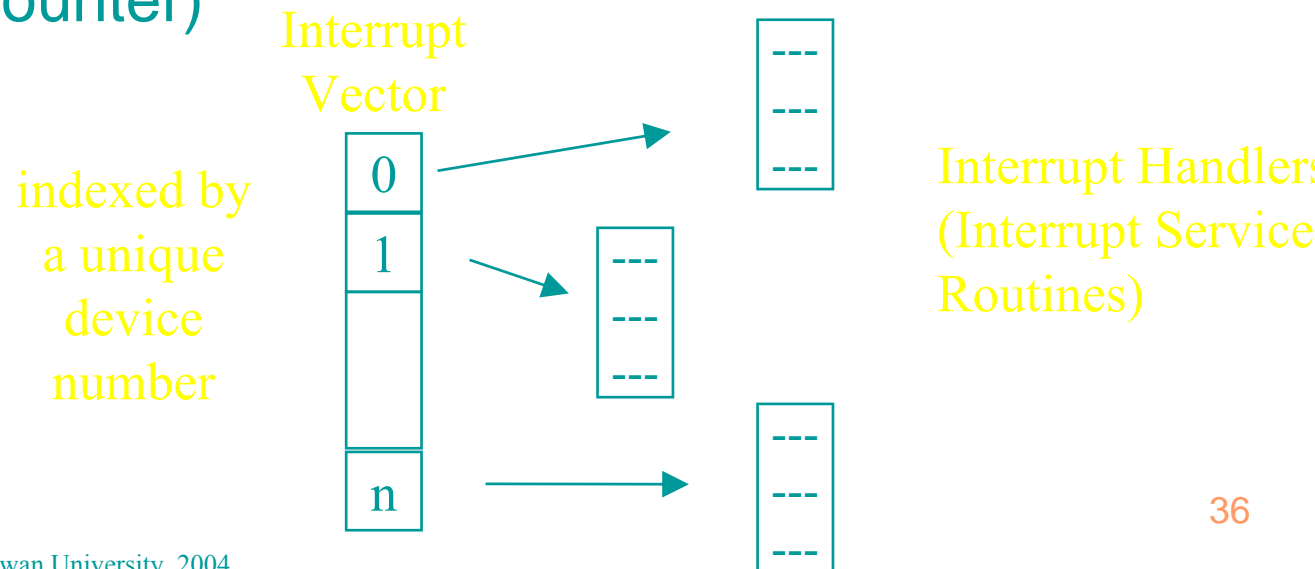 ounter)
Interrupt
Vector
indexed by
a unique
device
number
0
1
n
---
---
---
---
---
---
---
---
---
Interrupt Handlers
(Interrupt Service
Routines)
36
wan University, 2004